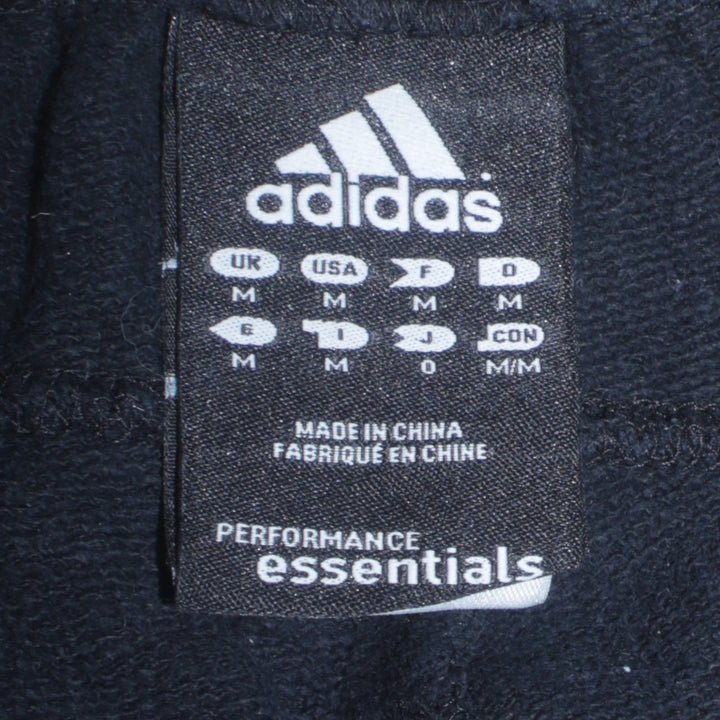 adidas
UK USA F D
M M M M
E I J CON
M M O M/M
MADE IN CHINA
FABRIQUÉ EN CHINE
PERFORMANCE
essentials